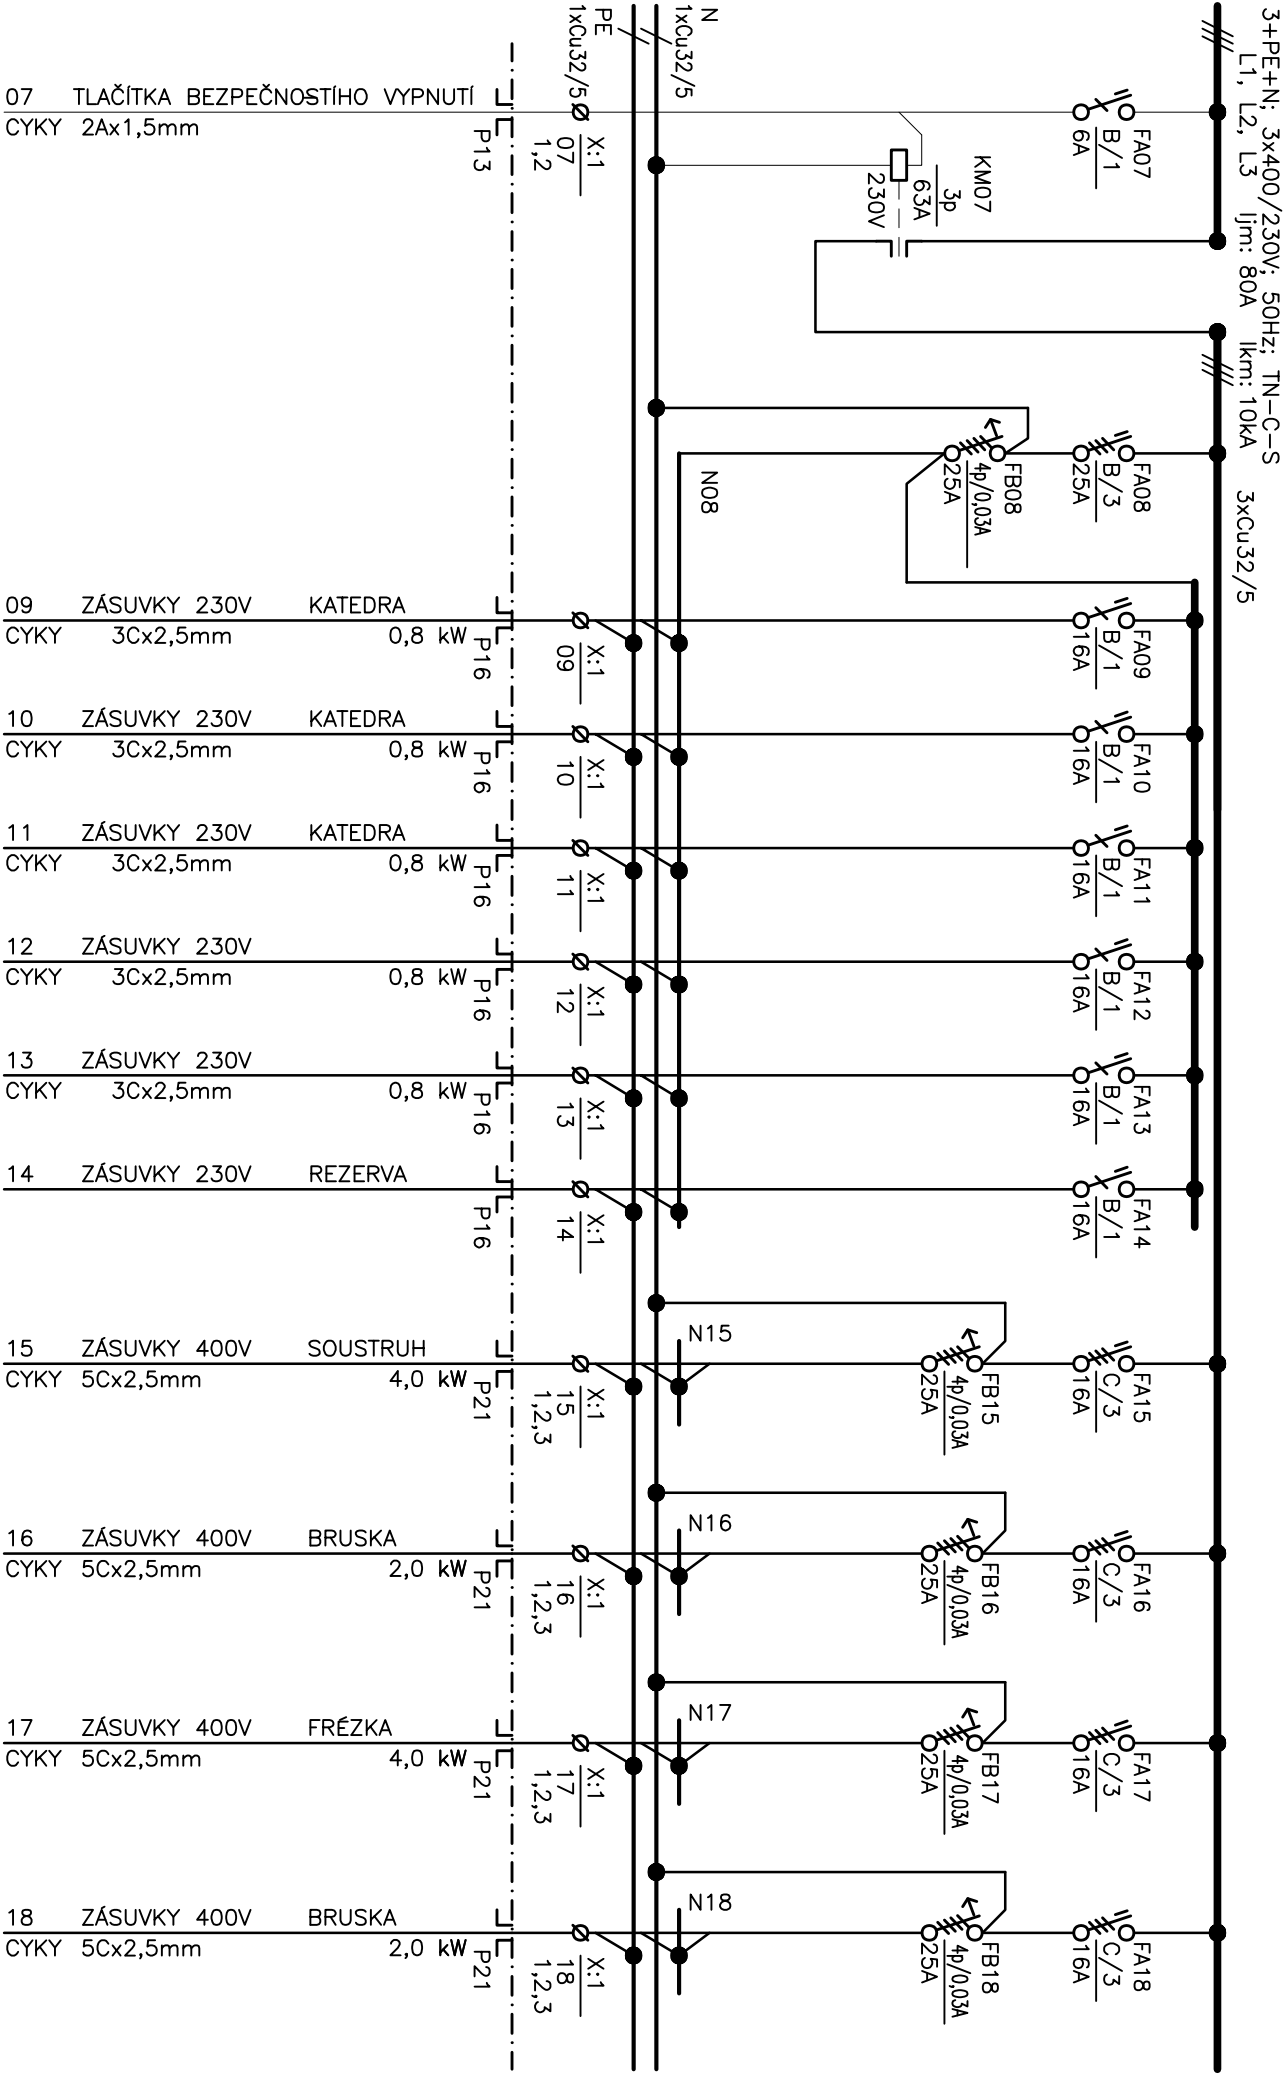 3+PE+N; 3x400/230V; 50Hz; TN-C-S
L1, L2, L3 Ijm: 80A Ikm: 10kA
3xCu32/5
N
1xCu32/5
PE
1xCu32/5
07 TLAČÍTKA BEZPEČNOSTÍHO VYPNUTÍ
CYKY 2Ax1,5mm
P13
X:1
07
1,2
KM07
3p
63A
230V
FA07
B/1
6A
N08
FB08
4p/0,03A
25A
FA08
B/3
25A
09 ZÁSUVKY 230V KATEDRA
CYKY 3Cx2,5mm 0,8 kW
P16
X:1
09
FA09
B/1
16A
10 ZÁSUVKY 230V KATEDRA
CYKY 3Cx2,5mm 0,8 kW
P16
X:1
10
FA10
B/1
16A
11 ZÁSUVKY 230V KATEDRA
CYKY 3Cx2,5mm 0,8 kW
P16
X:1
11
FA11
B/1
16A
12 ZÁSUVKY 230V
CYKY 3Cx2,5mm 0,8 kW
P16
X:1
12
FA12
B/1
16A
13 ZÁSUVKY 230V
CYKY 3Cx2,5mm 0,8 kW
P16
X:1
13
FA13
B/1
16A
14 ZÁSUVKY 230V REZERVA
P16
X:1
14
FA14
B/1
16A
15 ZÁSUVKY 400V SOUSTRUH
CYKY 5Cx2,5mm 4,0 kW
P21
X:1
15
1,2,3
N15
FB15
4p/0,03A
25A
FA15
C/3
16A
16 ZÁSUVKY 400V BRUSKA
CYKY 5Cx2,5mm 2,0 kW
P21
X:1
16
1,2,3
N16
FB16
4p/0,03A
25A
FA16
C/3
16A
17 ZÁSUVKY 400V FRÉZKA
CYKY 5Cx2,5mm 4,0 kW
P21
X:1
17
1,2,3
N17
FB17
4p/0,03A
25A
FA17
C/3
16A
18 ZÁSUVKY 400V BRUSKA
CYKY 5Cx2,5mm 2,0 kW
P21
X:1
18
1,2,3
N18
FB18
4p/0,03A
25A
FA18
C/3
16A